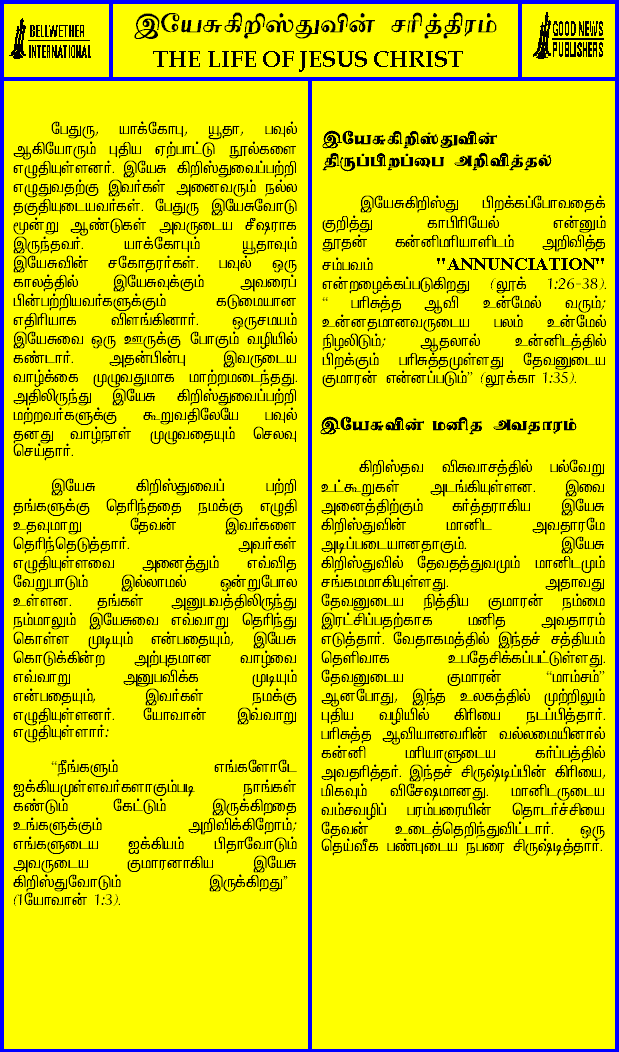 BELLWETHER
INTERNATIONAL
இயேசுகிறிஸ்துவின் சரித்திரம்
THE LIFE OF JESUS CHRIST
GOOD NEWS
PUBLISHERS
பேதுரு, யாக்கோபு, யூதா, பவுல்
ஆகியோரும் புதிய ஏற்பாட்டு நூல்களை
எழுதியுள்ளனர். இயேசு கிறிஸ்துவைப்பற்றி
எழுதுவதற்கு இவர்கள் அனைவரும் நல்ல
தகுதியுடையவர்கள். பேதுரு இயேசுவோடு
மூன்று ஆண்டுகள் அவருடைய சீஷராக
இருந்தவர். யாக்கோபும் யூதாவும்
இயேசுவின் சகோதரர்கள். பவுல் ஒரு
காலத்தில் இயேசுவுக்கும் அவரைப்
பின்பற்றியவர்களுக்கும் கடுமையான
எதிரியாக விளங்கினார். ஒருசமயம்
இயேசுவை ஒரு ஊருக்கு போகும் வழியில்
கண்டார். அதன்பின்பு இவருடைய
வாழ்க்கை முழுவதுமாக மாற்றமடைந்தது.
அதிலிருந்து இயேசு கிறிஸ்துவைப்பற்றி
மற்றவர்களுக்கு கூறுவதிலேயே பவுல்
தனது வாழ்நாள் முழுவதையும் செலவு
செய்தார்.
இயேசு கிறிஸ்துவைப் பற்றி
தங்களுக்கு தெரிந்ததை நமக்கு எழுதி
உதவுமாறு தேவன் இவர்களை
தெரிந்தெடுத்தார். அவர்கள்
எழுதியுள்ளவை அனைத்தும் எவ்வித
வேறுபாடும் இல்லாமல் ஒன்றுபோல
உள்ளன. தங்கள் அனுபவத்திலிருந்து
நம்மாலும் இயேசுவை எவ்வாறு தெரிந்து
கொள்ள முடியும் என்பதையும், இயேசு
கொடுக்கின்ற அற்புதமான வாழ்வை
எவ்வாறு அனுபவிக்க முடியும்
என்பதையும், இவர்கள் நமக்கு
எழுதியுள்ளனர். யோவான் இவ்வாறு
எழுதியுள்ளார்:
“நீங்களும் எங்களோடே
ஐக்கியமுள்ளவர்களாகும்படி நாங்கள்
கண்டும் கேட்டும் இருக்கிறதை
உங்களுக்கும் அறிவிக்கிறோம்;
எங்களுடைய ஐக்கியம் பிதாவோடும்
அவருடைய குமாரனாகிய இயேசு
கிறிஸ்துவோடும் இருக்கிறது”
(1யோவான் 1:3).
இயேசுகிறிஸ்துவின்
திருப்பிறப்பை அறிவித்தல்
இயேசுகிறிஸ்து பிறக்கப்போவதைக்
குறித்து காபிரியேல் என்னும்
தூதன் கன்னிமரியாளிடம் அறிவித்த
சம்பவம் "ANNUNCIATION"
என்றழைக்கப்படுகிறது (லூக் 1:26-38).
“ பரிசுத்த ஆவி உன்மேல் வரும்;
உன்னதமானவருடைய பலம் உன்மேல்
நிழலிடும்; ஆதலால் உன்னிடத்தில்
பிறக்கும் பரிசுத்தமுள்ளது தேவனுடைய
குமாரன் என்னப்படும்” (லூக்கா 1:35).
இயேசுவின் மனித அவதாரம்
கிறிஸ்தவ விசுவாசத்தில் பல்வேறு
உட்கூறுகள் அடங்கியுள்ளன. இவை
அனைத்திற்கும் கர்த்தராகிய இயேசு
கிறிஸ்துவின் மானிட அவதாரமே
அடிப்படையானதாகும். இயேசு
கிறிஸ்துவில் தேவதத்துவமும் மானிடமும்
சங்கமமாகியுள்ளது. அதாவது
தேவனுடைய நித்திய குமாரன் நம்மை
இரட்சிப்பதற்காக மனித அவதாரம்
எடுத்தார். வேதாகமத்தில் இந்தச் சத்தியம்
தெளிவாக உபதேசிக்கப்பட்டுள்ளது.
தேவனுடைய குமாரன் “மாம்சம்”
ஆனபோது, இந்த உலகத்தில் முற்றிலும்
புதிய வழியில் கிரியை நடப்பித்தார்.
பரிசுத்த ஆவியானவரின் வல்லமையினால்
கன்னி மரியாளுடைய கர்ப்பத்தில்
அவதரித்தர். இந்தச் சிருஷ்டிப்பின் கிரியை,
மிகவும் விசேஷமானது. மானிடருடைய
வம்சவழிப் பரம்பரையின் தொடர்ச்சியை
தேவன் உடைத்தெறிந்துவிட்டார். ஒரு
தெய்வீக பண்புடைய நபரை சிருஷ்டித்தார்.